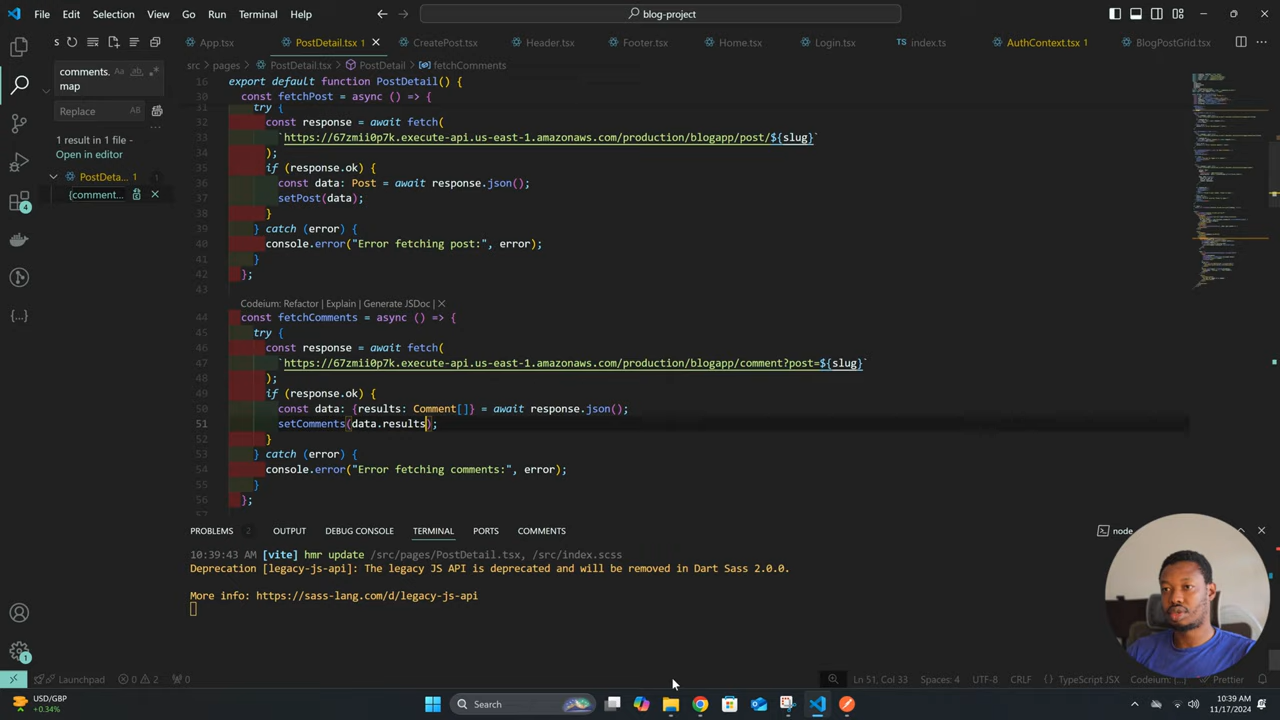 File Edit Selection View Go Run Terminal Help
blog-project
S
App.tsx
PostDetail.tsx 1
CreatePost.tsx
Header.tsx
Footer.tsx
Home.tsx
Login.tsx
TS index.ts
AuthContext.tsx 1
BlogPostGrid.tsx
src > pages > PostDetail.tsx > PostDetail > fetchComments
comments.
map
Aa ab
Replace
AB
1 result in 1 file -
Open in editor
PostDeta... 1
{comment...
16 export default function PostDetail() {
30 const fetchPost = async () => {
31 try {
32 const response = await fetch(
33 `https://67zmii0p7k.execute-api.us-east-1.amazonaws.com/production/blogapp/post/${slug}`
34 );
35 if (response.ok) {
36 const data: Post = await response.json();
37 setPost(data);
38 }
39 } catch (error) {
40 console.error("Error fetching post:", error);
41 }
42 };
43
Codeium: Refactor | Explain | Generate JSDoc | ×
44 const fetchComments = async () => {
45 try {
46 const response = await fetch(
47 `https://67zmii0p7k.execute-api.us-east-1.amazonaws.com/production/blogapp/comment?post=${slug}`
48 );
49 if (response.ok) {
50 const data: {results: Comment[]} = await response.json();
51 setComments(data.results);
52 }
53 } catch (error) {
54 console.error("Error fetching comments:", error);
55 }
56 };
57
PROBLEMS 2 OUTPUT DEBUG CONSOLE TERMINAL PORTS COMMENTS
node
10:39:43 AM [vite] hmr update /src/pages/PostDetail.tsx, /src/index.scss
Deprecation [legacy-js-api]: The legacy JS API is deprecated and will be removed in Dart Sass 2.0.0.
More info: https://sass-lang.com/d/legacy-js-api
4
1
Launchpad 0 2 0
Ln 51, Col 33 Spaces: 4 UTF-8 CRLF TypeScript JSX Codeium: {...} Prettier
USD/GBP
+0.34%
Search
10:39 AM
11/17/2024